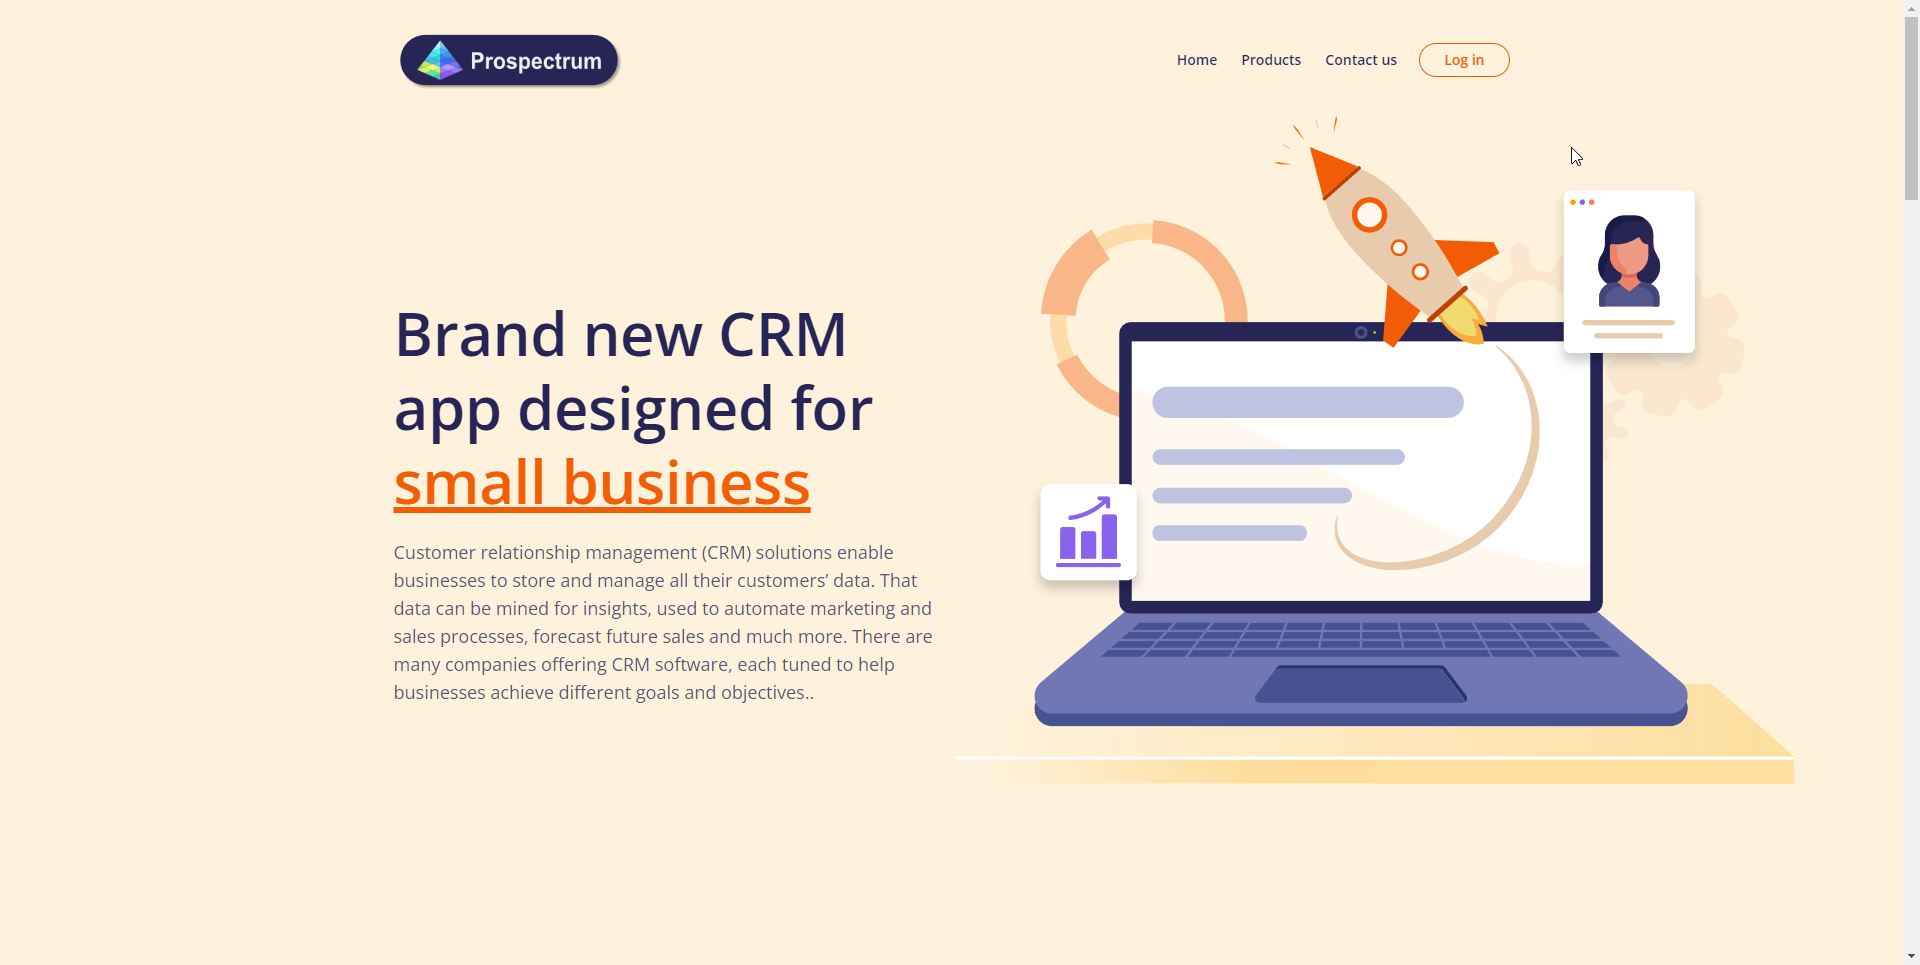 Prospectrum
Home Products Contact us Log in
Brand new CRM
app designed for
small business
Customer relationship management (CRM) solutions enable
businesses to store and manage all their customers’ data. That
data can be mined for insights, used to automate marketing and
sales processes, forecast future sales and much more. There are
many companies offering CRM software, each tuned to help
businesses achieve different goals and objectives..